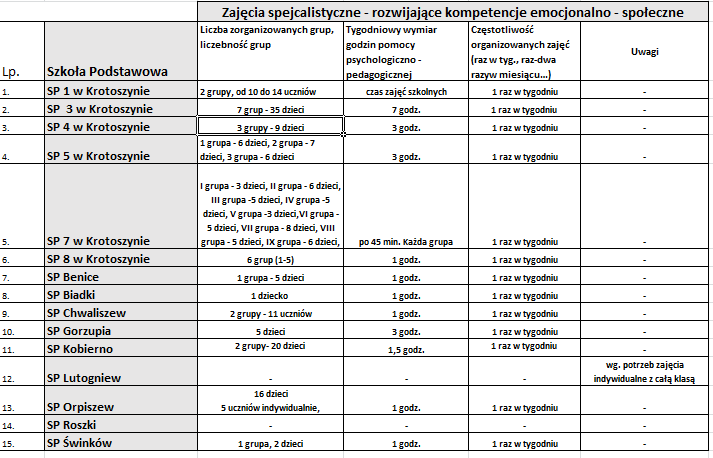 Zajęcia spejcalistyczne - rozwijające kompetencje emocjonalno - społeczne
Lp.
Szkoła Podstawowa
Liczba zorganizowanych grup,
liczebność grup
Tygodniowy wymiar
godzin pomocy
psychologiczno -
pedagogicznej
Częstotliwość
organizowanych zajęć
(raz w tyg., raz-dwa
razyw miesiącu...)
Uwagi
1. SP 1 w Krotoszynie 2 grupy, od 10 do 14 uczniów czas zajęć szkolnych 1 raz w tygodniu -
2. SP  3 w Krotoszynie 7 grup - 35 dzieci 7 godz. 1 raz w tygodniu -
3. SP 4 w Krotoszynie 3 grupy - 9 dzieci 3 godz. 1 raz w tygodniu -
1 grupa - 6 dzieci, 2 grupa - 7
4. SP 5 w Krotoszynie dzieci, 3 grupa - 6 dzieci 3 godz. 1 raz w tygodniu -
I grupa - 3 dzieci, II grupa - 6 dzieci,
III grupa -5 dzieci, IV grupa -5
dzieci, V grupa -3 dzieci,VI grupa -
5 dzieci, VII grupa - 8 dzieci, VIII
5. SP 7 w Krotoszynie grupa - 5 dzieci, IX grupa - 6 dzieci, po 45 min. Każda grupa 1 raz w tygodniu -
6. SP 8 w Krotoszynie 6 grup (1-5) 1 godz. 1 raz w tygodniu -
7. SP Benice 1 grupa - 5 dzieci 1 godz. 1 raz w tygodniu -
8. SP Biadki 1 dziecko 1 godz. 1 raz w tygodniu -
9. SP Chwaliszew 2 grupy - 11 uczniów 1 godz. 1 raz w tygodniu -
10. SP Gorzupia 5 dzieci 3 godz. 1 raz w tygodniu -
11. SP Kobierno 2 grupy- 20 dzieci 1,5 godz. 1 raz w tygodniu -
wg. potrzeb zajęcia
12. SP Lutogniew - - - indywidualne z całą klasą
16 dzieci
13. SP Orpiszew 5 uczniów indywidualnie, 1 godz. 1 raz w tygodniu -
14. SP Roszki - - - -
15. SP Świnków 1 grupa, 2 dzieci 1 godz. 1 raz w tygodniu -